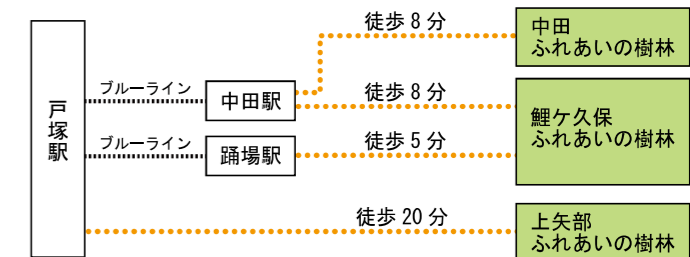 戸塚駅
ブルーライン
中田駅
徒歩 8 分
中田
ふれあいの樹林
徒歩 8 分
ブルーライン
踊場駅
徒歩 5 分
鯉ケ久保
ふれあいの樹林
徒歩 20 分
上矢部
ふれあいの樹林